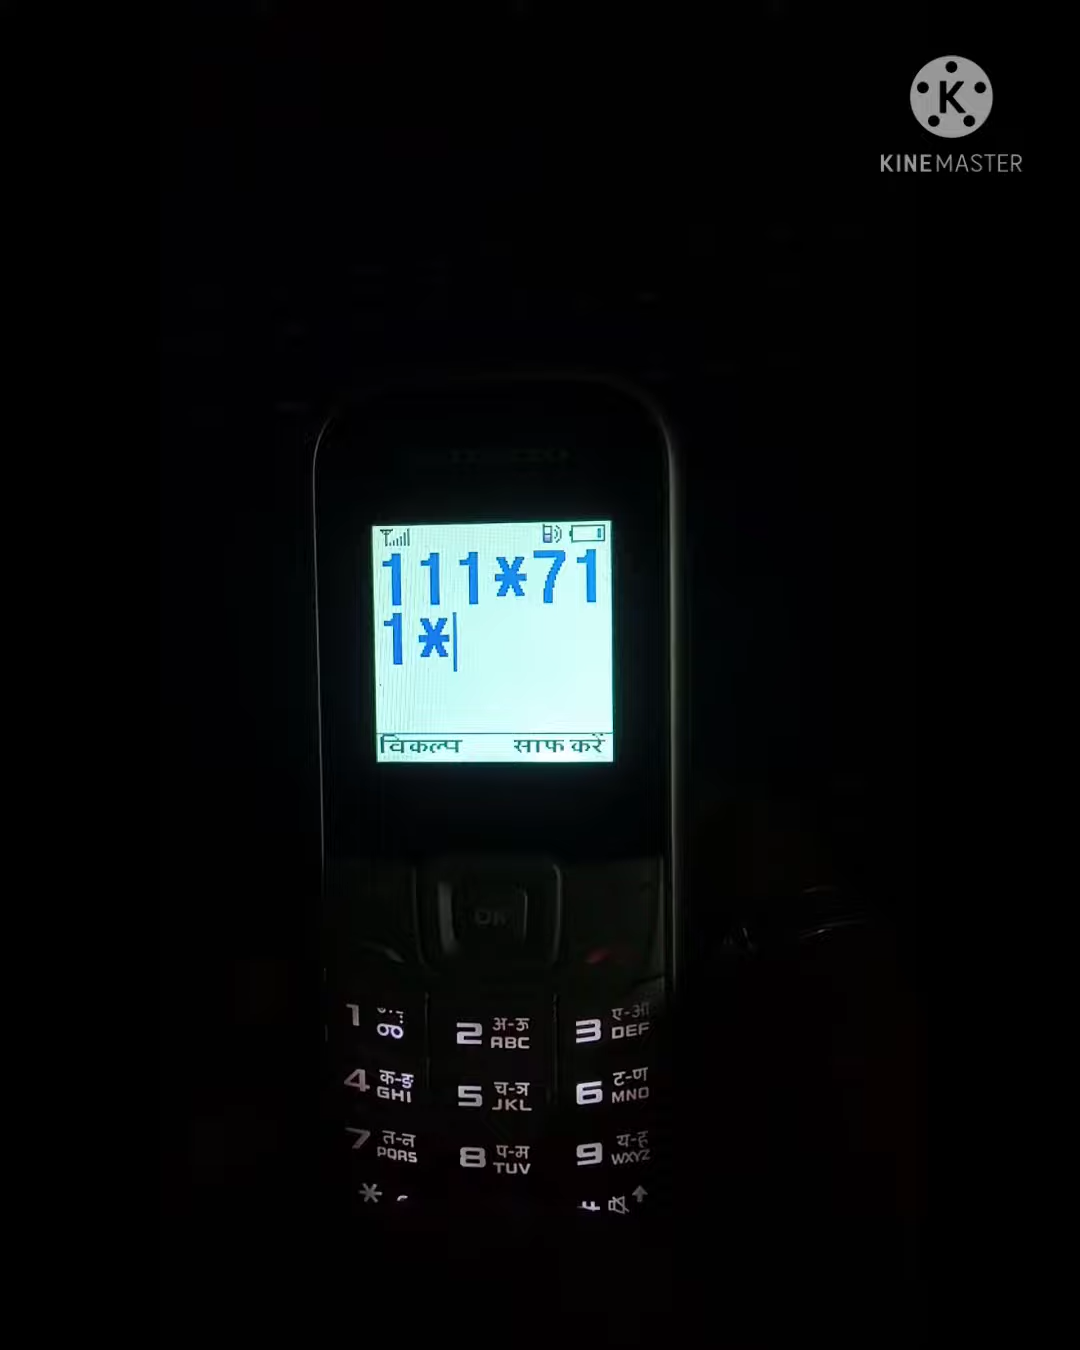 K
KINEMASTER
111*71
1*
विकल्प साफ करें
OK
1
2 अ-ऊ ABC
3 ए-औ DEF
4 क-ङ GHI
5 च-ञ JKL
6 ट-ण MNO
7 त-न PQRS
8 प-म TUV
9 य-ह WXYZ
*